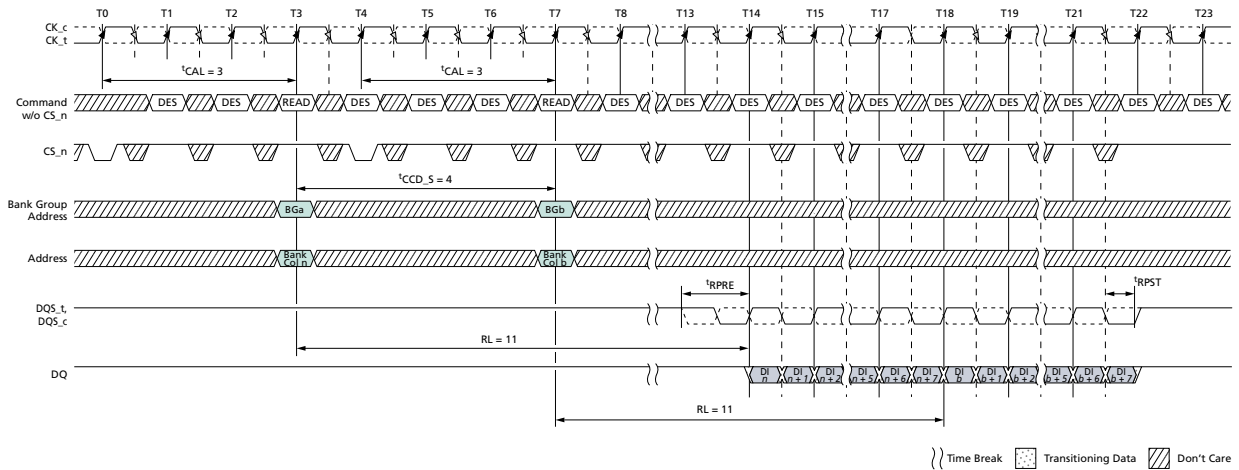 T0 T1 T2 T3 T4 T5 T6 T7 T8 T13 T14 T15 T17 T18 T19 T21 T22 T23
CK_c
CK_t
tCAL = 3 tCAL = 3
Command DES DES READ DES DES DES READ DES DES DES DES DES DES DES DES DES DES
w/o CS_n
CS_n
tCCD_S = 4
Bank Group
Address BGa BGb
Address Bank Col n Bank Col b
tRPRE tRPST
DQS_t,
DQS_c
RL = 11
DQ DI n DI n + 1 DI n + 2 DI n + 5 DI n + 6 DI n + 7 DI b DI b + 1 DI b + 2 DI b + 5 DI b + 6 DI b + 7
RL = 11
Time Break Transitioning Data Don't Care